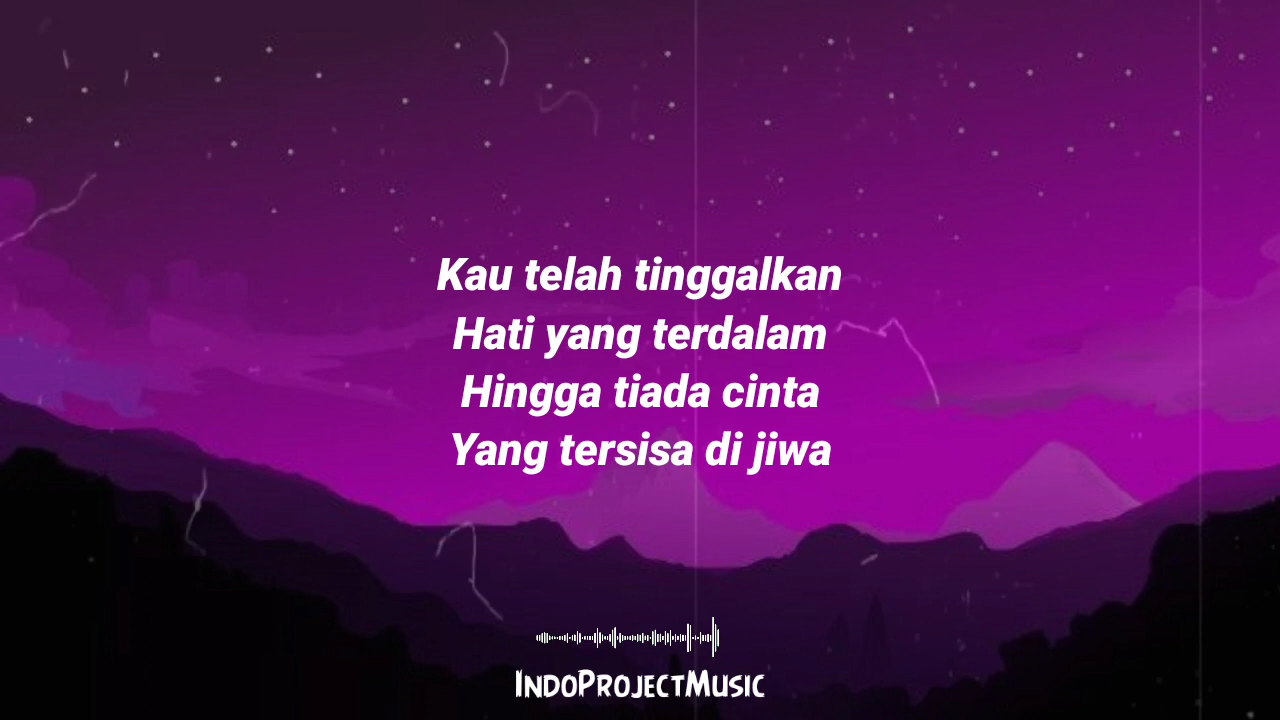 Kau telah tinggalkan
Hati yang terdalam
Hingga tiada cinta
Yang tersisa di jiwa
IndoProjectMusic